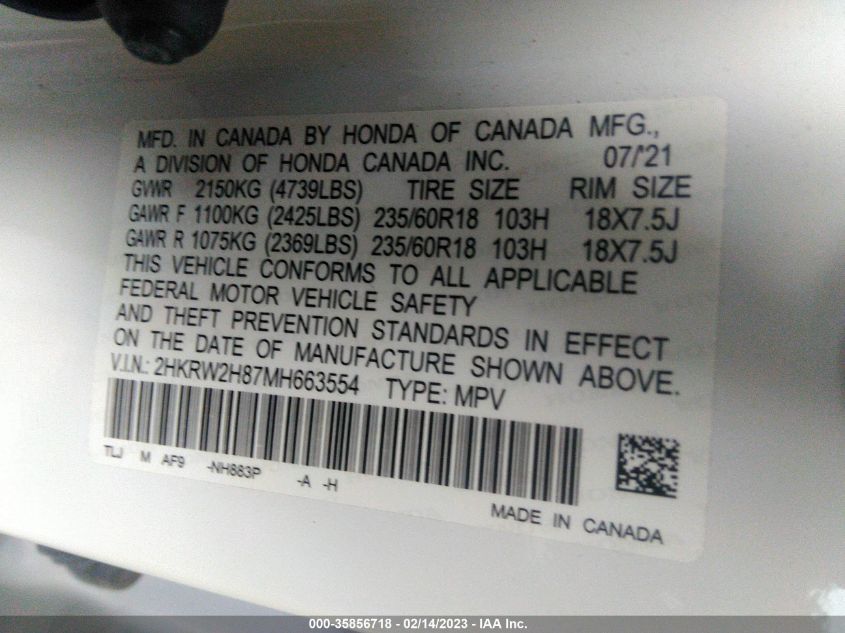 MFD. IN CANADA BY HONDA OF CANADA MFG.,
A DIVISION OF HONDA CANADA INC. 07/'21
GVWR 2150KG (4739LBS) TIRE SIZE RIM SIZE
GAWR F 1100KG (2425LBS) 235/60R18 103H 18X7.5J
GAWR R 1075KG (2369LBS) 235/60R18 103H 18X7.5J
THIS VEHICLE CONFORMS TO ALL APPLICABLE
FEDERAL MOTOR VEHICLE SAFETY
AND THEFT PREVENTION STANDARDS IN EFFECT
ON THE DATE OF MANUFACTURE SHOWN ABOVE.
V.I.N.: 2HKRW2H87MH663554 TYPE: MPV
TLJ M AF9 -NH883P -A -H
MADE IN CANADA
000-35856718 - 02/14/2023 - IAA Inc.